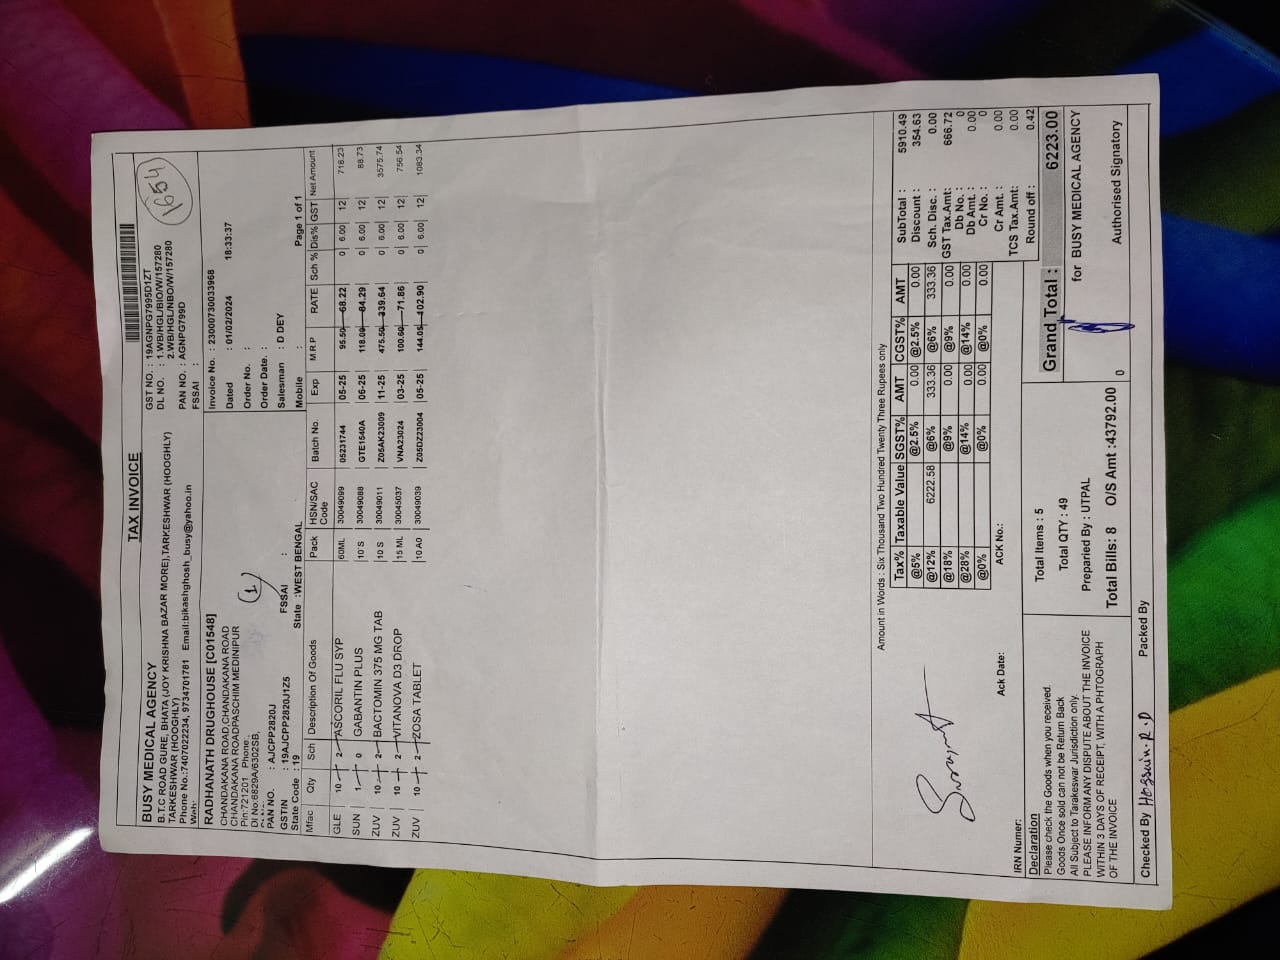 TAX INVOICE
BUSY MEDICAL AGENCY
B.T.C ROAD GURE, BHATA (JOY KRISHNA BAZAR MORE),TARKESHWAR (HOOGHLY)
TARKESHWAR (HOOGHLY)
Phone No.:7407022234, 9734701781 Email:bikashghosh_busy@yahoo.in
Web:
GST NO. : 19AGNPG7995D1ZT
DL NO. : 1.WB/HGL/BIO/W/157280
2.WB/HGL/NBO/W/157280
PAN NO. : AGNPG799D
FSSAI :
1654
RADHANATH DRUGHOUSE [C01548]
CHANDAKANA ROAD,CHANDAKANA ROAD
CHANDAKANA ROADPASCHIM MEDINIPUR
Pin:721201 Phone:
Dl No:6829A/6302SB,
PAN NO. : AJCPP2820J
GSTIN : 19AJCPP2820J1Z5 FSSAI :
State Code : 19 State : WEST BENGAL
(1)
Invoice No. : 23000730033968
Dated : 01/02/2024 18:33:37
Order No. :
Order Date. :
Salesman : D DEY
Mobile : Page 1 of 1
Mfac Qty Sch Description Of Goods Pack HSN/SAC Code Batch No. Exp M.R.P RATE Sch % Dis% GST Net Amount
GLE 10 + 2 ASCORIL FLU SYP 60ML 30049099 05231744 05-25 95.50 68.22 0 6.00 12 718.23
SUN 1 + 0 GABANTIN PLUS 10'S 30049088 GTE1540A 06-25 118.00 84.29 0 6.00 12 88.73
ZUV 10 + 2 BACTOMIN 375 MG TAB 10 S 30049011 Z05AK23009 11-25 475.50 339.64 0 6.00 12 3575.74
ZUV 10 + 2 VITANOVA D3 DROP 15 ML 30045037 VNA23024 03-25 100.60 71.86 0 6.00 12 756.54
ZUV 10 + 2 ZOSA TABLET 10 A0 30049039 Z05DZ23004 05-25 144.05 102.90 0 6.00 12 1083.34
Amount in Words : Six Thousand Two Hundred Twenty Three Rupees only
Tax% Taxable Value SGST% AMT CGST% AMT
@5% @2.5% 0.00 @2.5% 0.00
@12% 6222.58 @6% 333.36 @6% 333.36
@18% @9% 0.00 @9% 0.00
@28% @14% 0.00 @14% 0.00
@0% @0% 0.00 @0% 0.00
SubTotal : 5910.49
Discount : 354.63
Sch. Disc. : 0.00
GST Tax.Amt: 666.72
Db No. : 0
Db Amt. : 0.00
Cr No. : 0
Cr Amt. : 0.00
TCS Tax.Amt: 0.00
Round off : 0.42
Ack Date: ACK No.:
IRN Numer:
Grand Total : 6223.00
Declaration
Please check the Goods when you received.
Goods Once sold can not be Return Back
All Subject to Tarakeswar Jurisdiction only.
PLEASE INFORM ANY DISPUTE ABOUT THE INVOICE
WITHIN 3 DAYS OF RECEIPT, WITH A PHTOGRAPH
OF THE INVOICE
Total Items : 5
Total QTY : 49
Preparied By : UTPAL
Total Bills: 8 O/S Amt :43792.00
0
for BUSY MEDICAL AGENCY
Authorised Signatory
Checked By Hossain.R.D Packed By